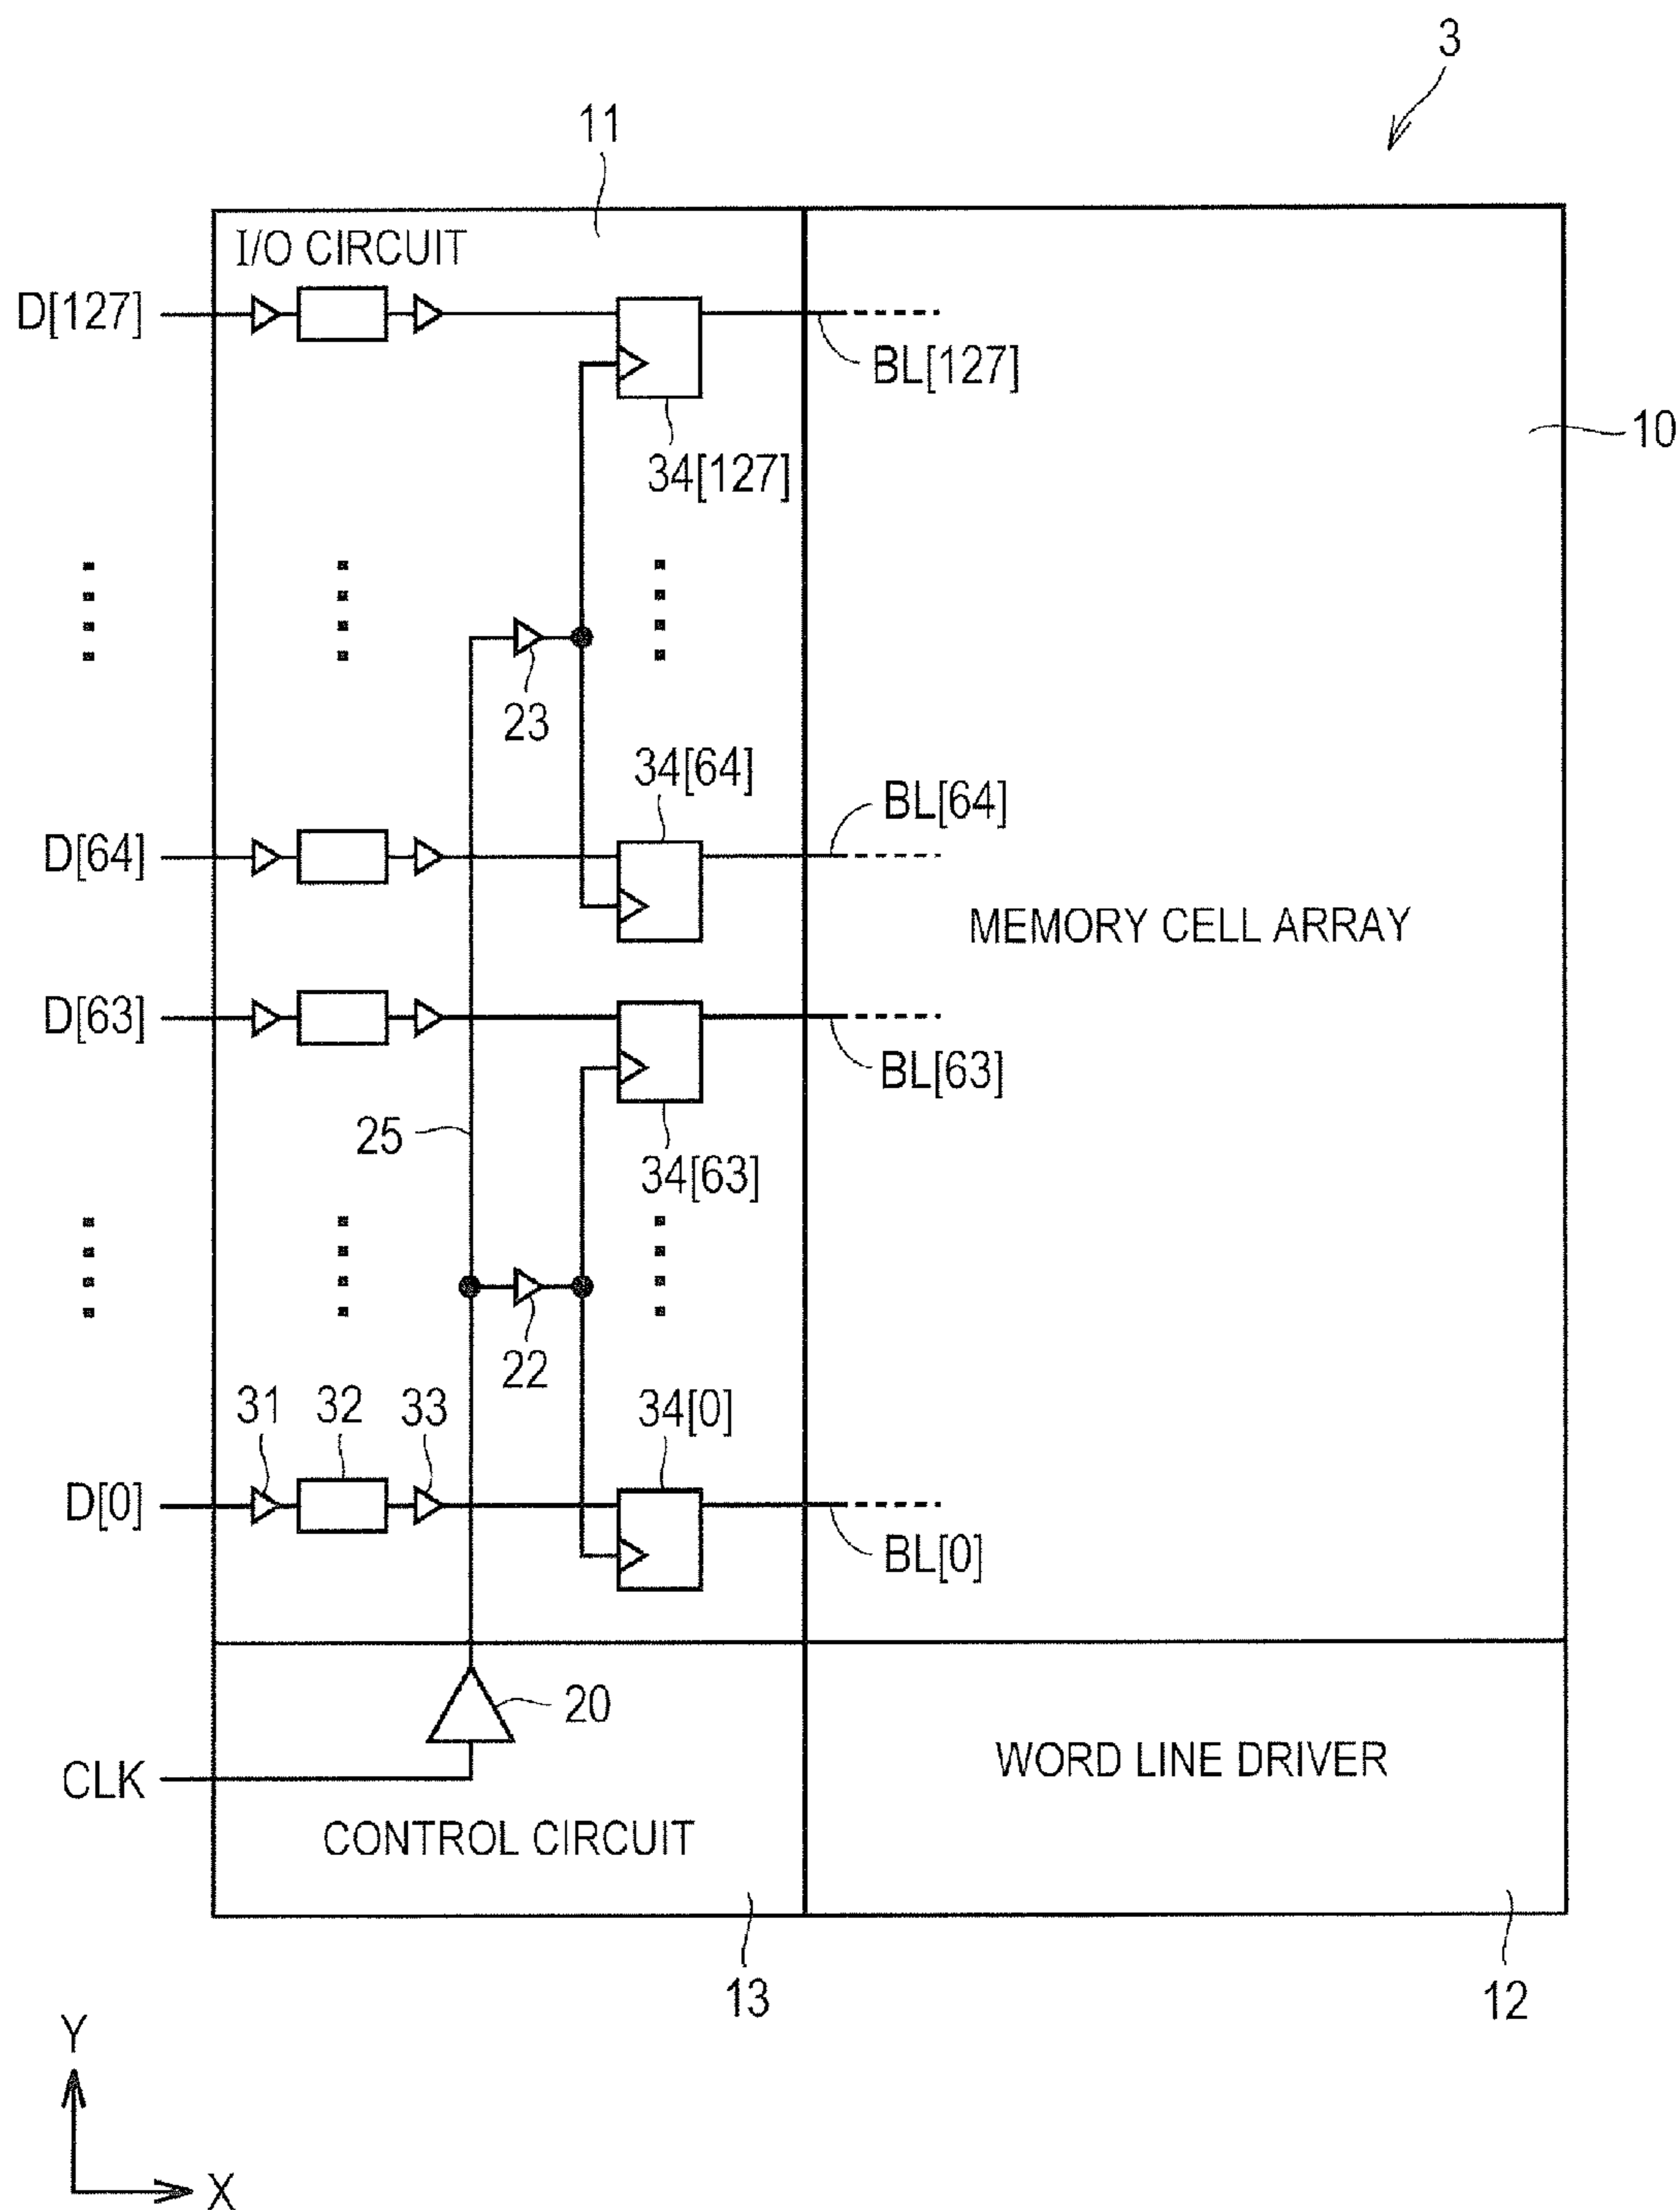 3
11
I/O CIRCUIT
D[127]
BL[127]
10
34[127]
23
34[64]
BL[64]
D[64]
MEMORY CELL ARRAY
D[63]
BL[63]
25
34[63]
22
31
32
33
34[0]
D[0]
BL[0]
20
CLK
WORD LINE DRIVER
CONTROL CIRCUIT
13
12
Y
X